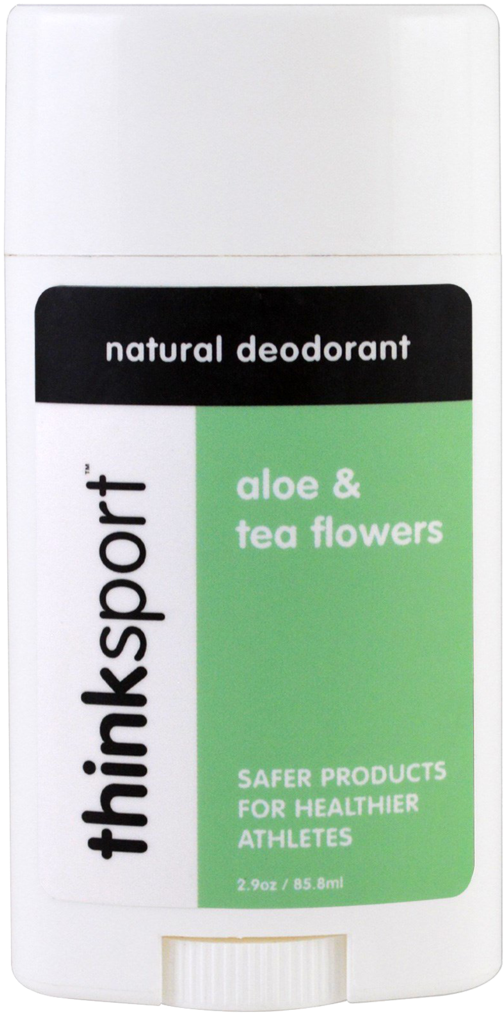 natural deodorant
thinksport™
aloe &
tea flowers
SAFER PRODUCTS
FOR HEALTHIER
ATHLETES
2.9oz / 85.8ml